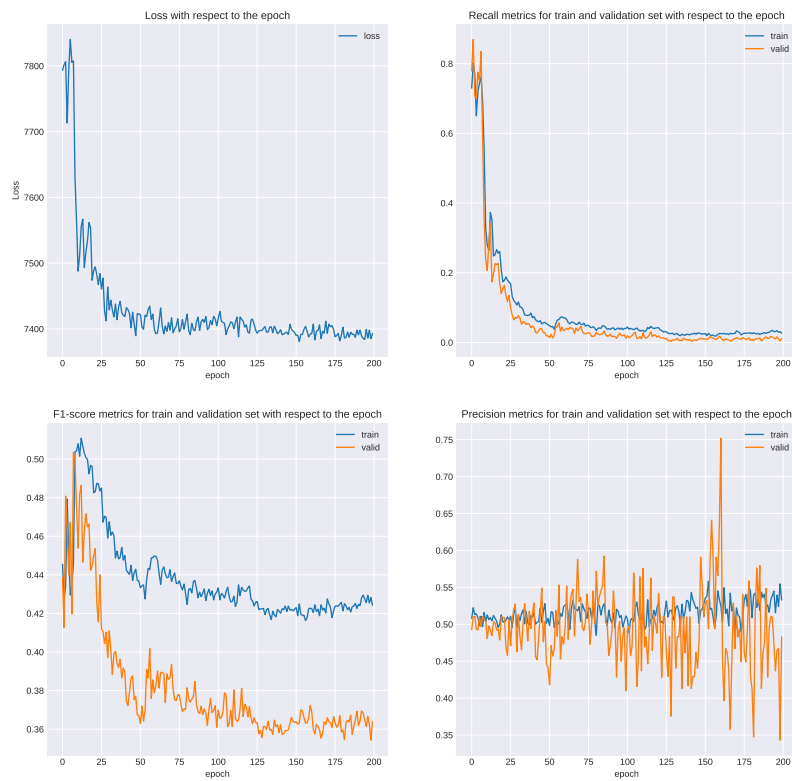 Loss with respect to the epoch
loss
7800
7700
7600
7500
7400
Loss
0 25 50 75 100 125 150 175 200
epoch
Recall metrics for train and validation set with respect to the epoch
train
valid
0.8
0.6
0.4
0.2
0.0
0 25 50 75 100 125 150 175 200
epoch
F1-score metrics for train and validation set with respect to the epoch
train
valid
0.50
0.48
0.46
0.44
0.42
0.40
0.38
0.36
0 25 50 75 100 125 150 175 200
epoch
Precision metrics for train and validation set with respect to the epoch
train
valid
0.75
0.70
0.65
0.60
0.55
0.50
0.45
0.40
0.35
0 25 50 75 100 125 150 175 200
epoch